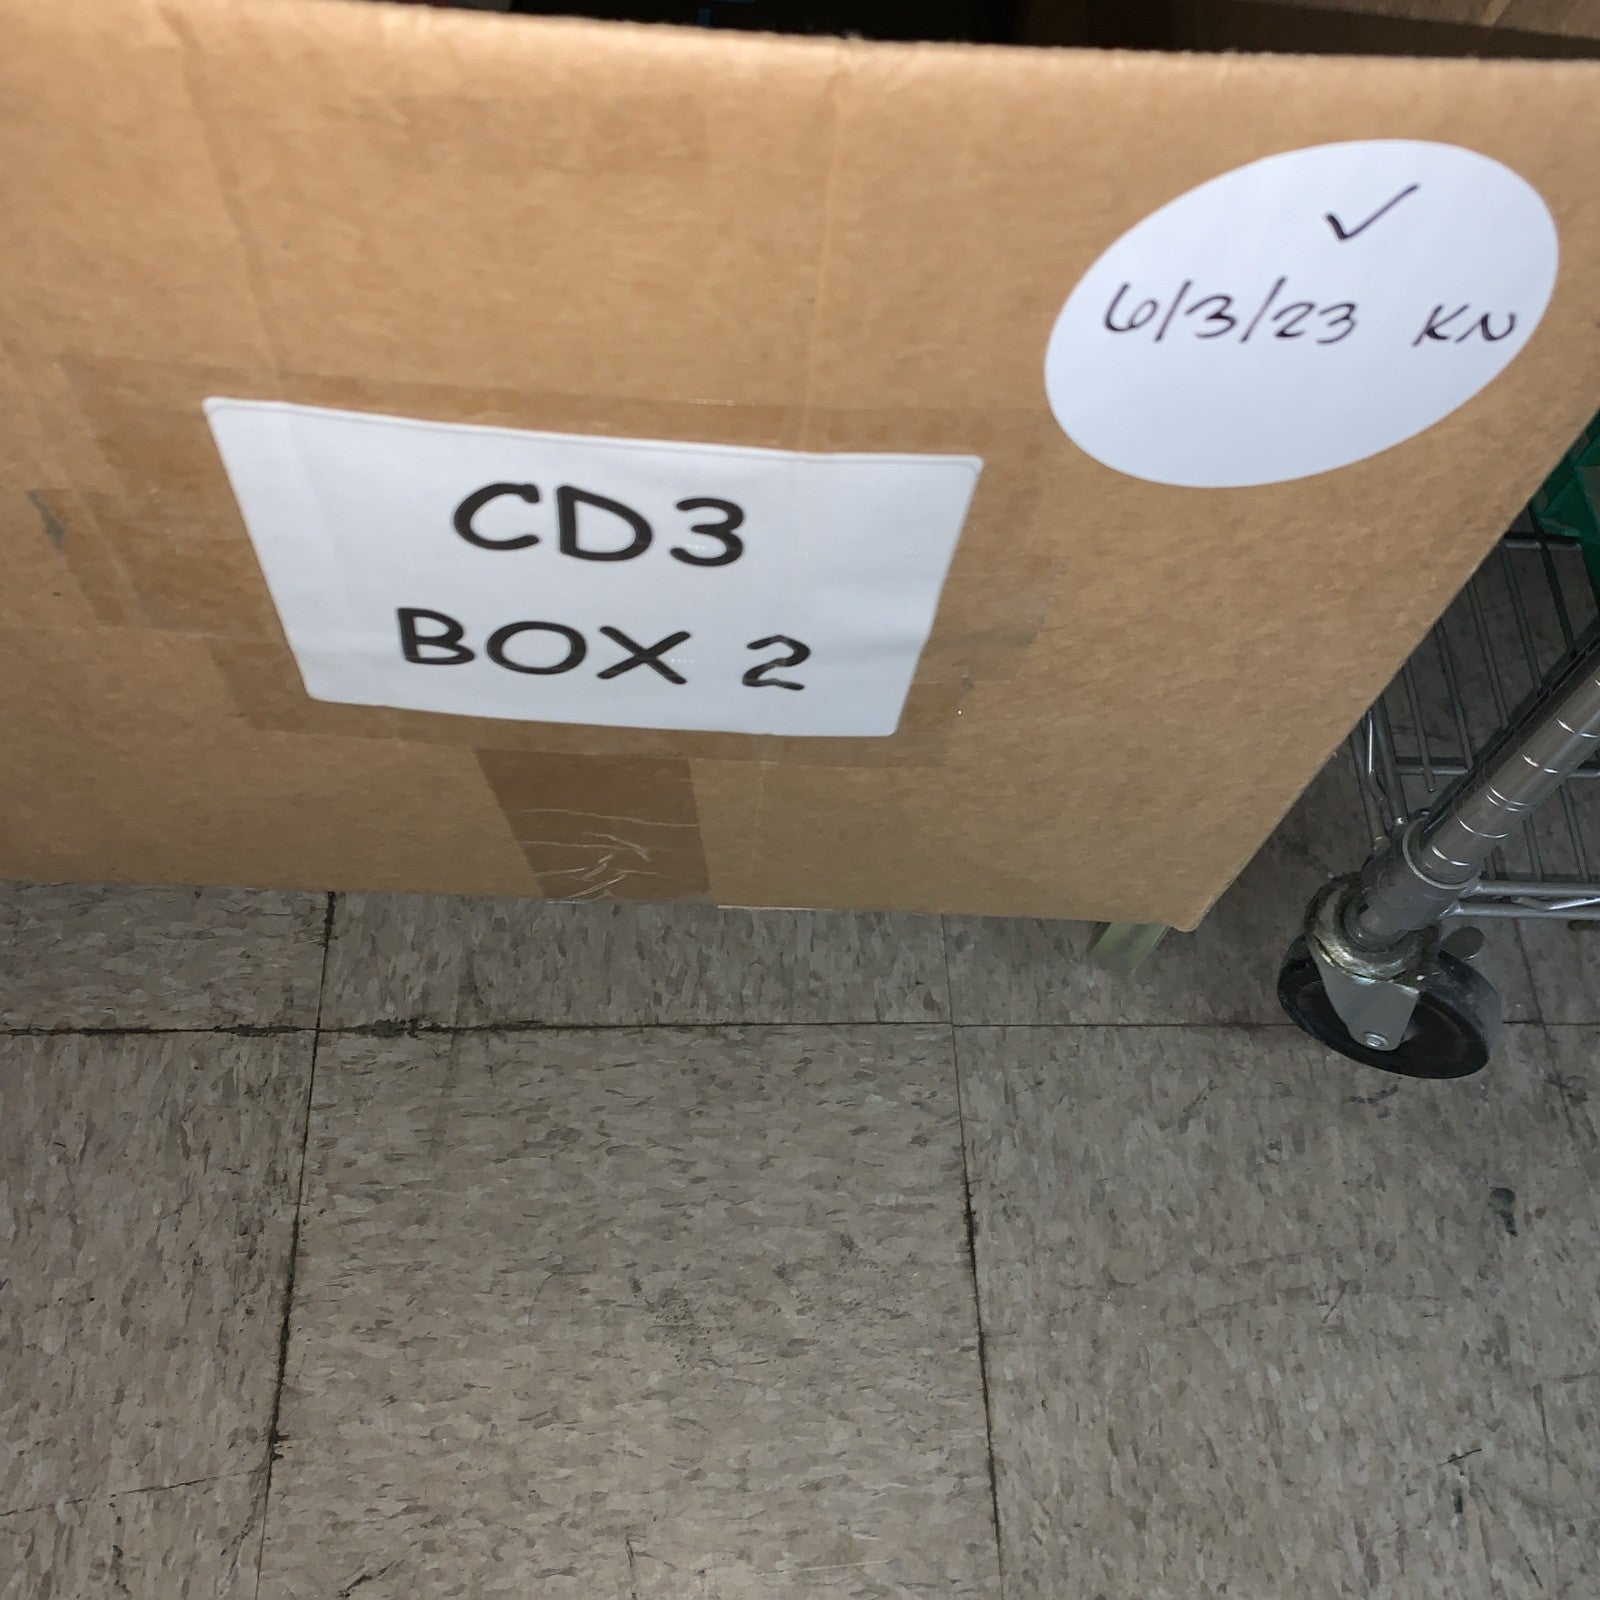 ✓
6/3/23 KN
CD3
BOX 2